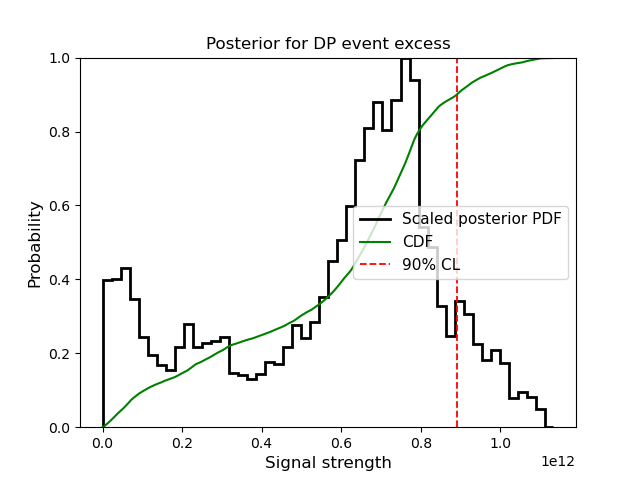 Posterior for DP event excess
Probability
1.0
0.8
0.6
0.4
0.2
0.0
Scaled posterior PDF
CDF
90% CL
0.0 0.2 0.4 0.6 0.8 1.0
1e12
Signal strength